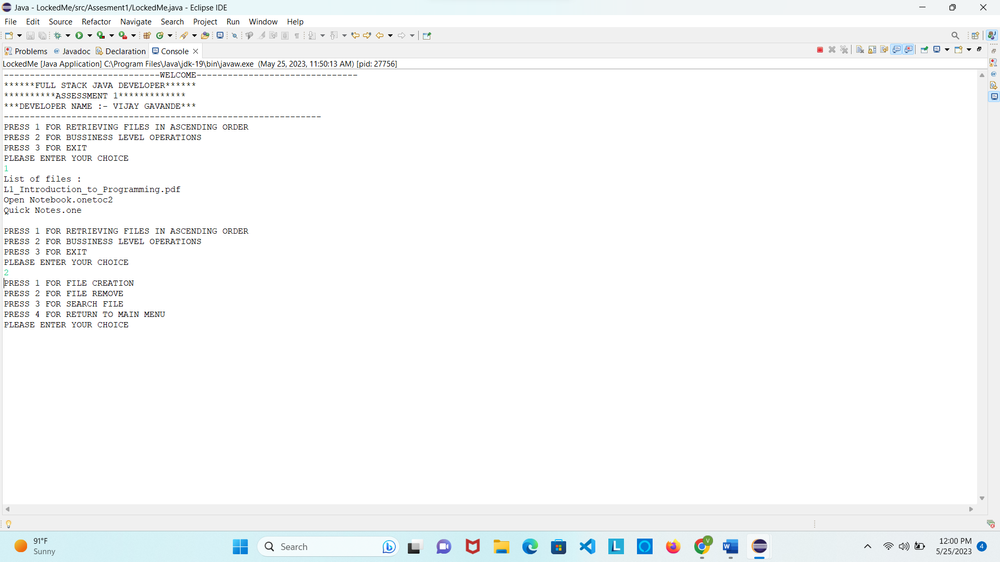 Java - LockedMe/src/Assesment1/LockedMe.java - Eclipse IDE
File Edit Source Refactor Navigate Search Project Run Window Help
Problems @ Javadoc Declaration Console
LockedMe [Java Application] C:\Program Files\Java\jdk-19\bin\javaw.exe (May 25, 2023, 11:50:13 AM) [pid: 27756]
------------------------------WELCOME-------------------------------
******FULL STACK JAVA DEVELOPER******
**********ASSESSMENT 1*************
***DEVELOPER NAME :- VIJAY GAVANDE***
-------------------------------------------------------------
PRESS 1 FOR RETRIEVING FILES IN ASCENDING ORDER
PRESS 2 FOR BUSSINESS LEVEL OPERATIONS
PRESS 3 FOR EXIT
PLEASE ENTER YOUR CHOICE
1
List of files :
L1_Introduction_to_Programming.pdf
Open Notebook.onetoc2
Quick Notes.one
PRESS 1 FOR RETRIEVING FILES IN ASCENDING ORDER
PRESS 2 FOR BUSSINESS LEVEL OPERATIONS
PRESS 3 FOR EXIT
PLEASE ENTER YOUR CHOICE
2
PRESS 1 FOR FILE CREATION
PRESS 2 FOR FILE REMOVE
PRESS 3 FOR SEARCH FILE
PRESS 4 FOR RETURN TO MAIN MENU
PLEASE ENTER YOUR CHOICE
91°F
Sunny
Search
12:00 PM
5/25/2023
4